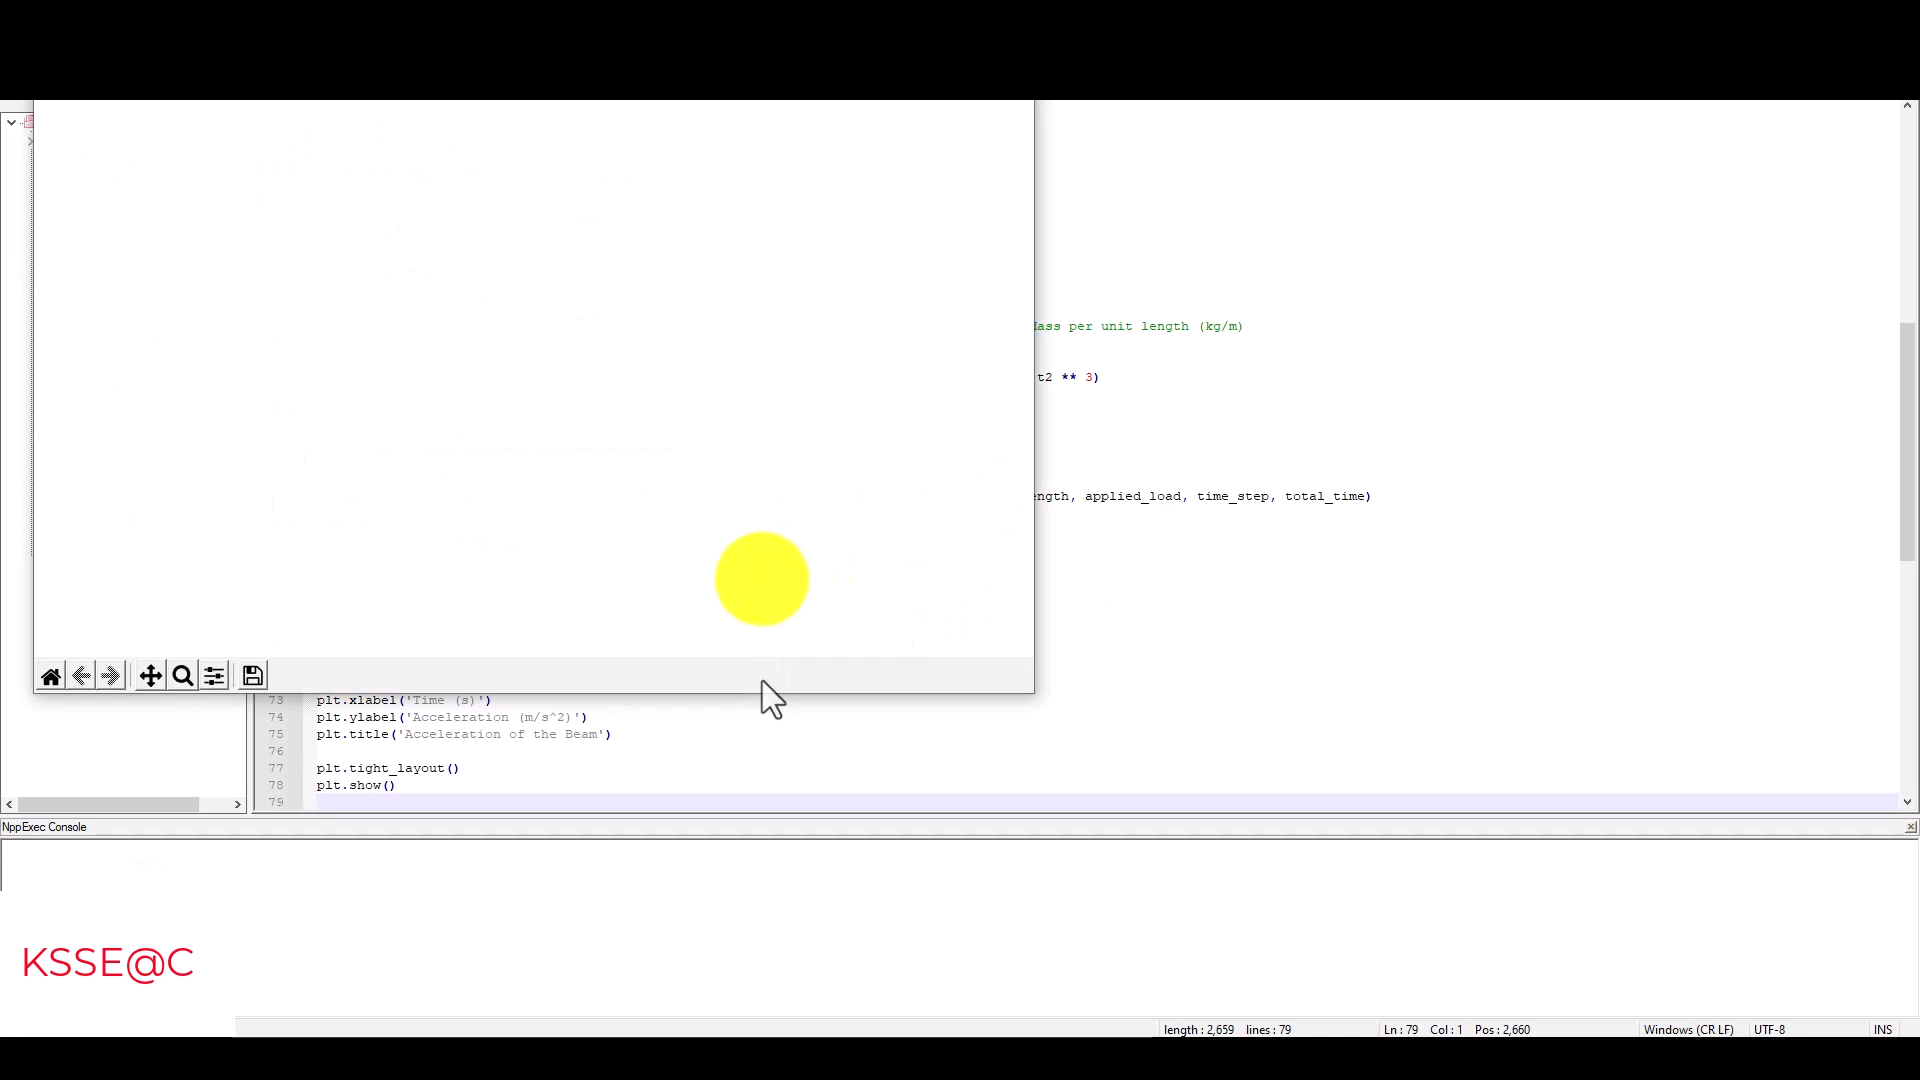 Mass per unit length (kg/m)
t2 ** 3)
ength, applied_load, time_step, total_time)
73 plt.xlabel('Time (s)')
74 plt.ylabel('Acceleration (m/s^2)')
75 plt.title('Acceleration of the Beam')
76
77 plt.tight_layout()
78 plt.show()
79
NppExec Console
KSSE@C
length : 2,659 lines : 79 Ln : 79 Col : 1 Pos : 2,660 Windows (CR LF) UTF-8 INS